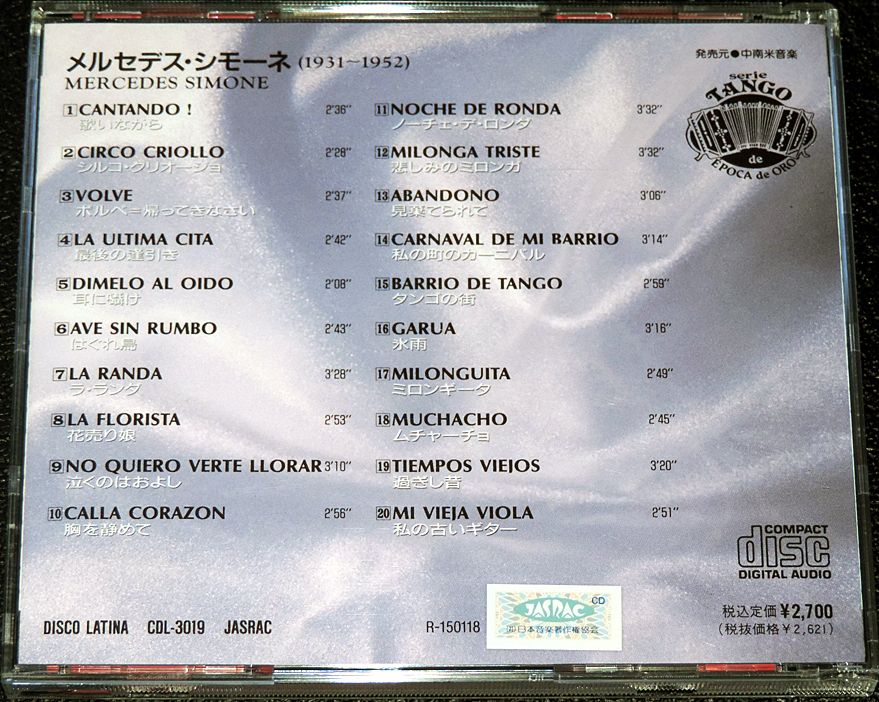 メルセデス・シモーネ (1931〜1952)
MERCEDES SIMONE
1 CANTANDO ! 2'36"
歌いながら
2 CIRCO CRIOLLO 2'28"
シルコ・クリオージョ
3 VOLVE 2'37"
ボルベ＝帰ってきなさい
4 LA ULTIMA CITA 2'42"
最後の逢引き
5 DIMELO AL OIDO 2'08"
耳に囁け
6 AVE SIN RUMBO 2'43"
はぐれ鳥
7 LA RANDA 3'28"
ラ・ランダ
8 LA FLORISTA 2'53"
花売り娘
9 NO QUIERO VERTE LLORAR 3'10"
泣くのはおよし
10 CALLA CORAZON 2'56"
胸を静めて
11 NOCHE DE RONDA 3'32"
ノーチェ・デ・ロンダ
12 MILONGA TRISTE 3'32"
悲しみのミロンガ
13 ABANDONO 3'06"
見棄てられて
14 CARNAVAL DE MI BARRIO 3'14"
私の町のカーニバル
15 BARRIO DE TANGO 2'59"
タンゴの街
16 GARUA 3'16"
氷雨
17 MILONGUITA 2'49"
ミロンギータ
18 MUCHACHO 2'45"
ムチャーチョ
19 TIEMPOS VIEJOS 3'20"
過ぎし昔
20 MI VIEJA VIOLA 2'51"
私の古いギター
発売元●中南米音楽
serie
TANGO
de
EPOCA de ORO
COMPACT
disc
DIGITAL AUDIO
DISCO LATINA CDL-3019 JASRAC
R-150118
CD
JASRAC
㈳日本音楽著作権協会
税込定価¥2,700
(税抜価格¥2,621)